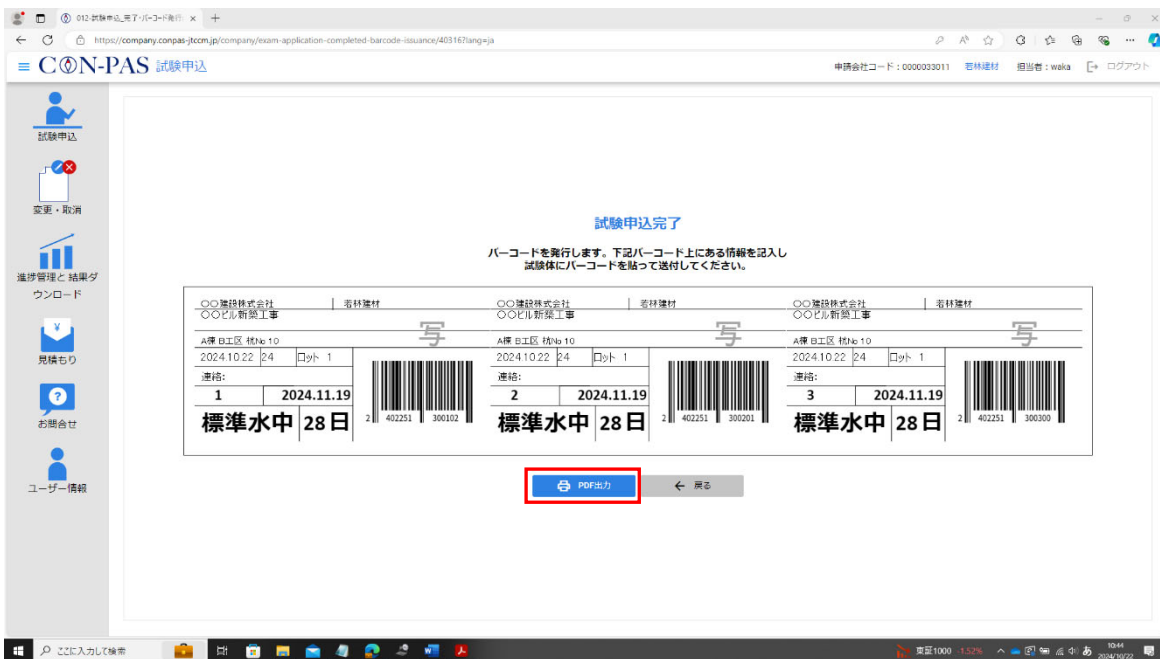 012-試験申込_完了・バーコード発行
https://company.conpas-jtccm.jp/company/exam-application-completed-barcode-issuance/40316?lang=ja
CON-PAS 試験申込
申請会社コード：0000033011 若林建材 担当者：waka ログアウト
試験申込
変更・取消
進捗管理と結果ダ
ウンロード
¥
見積もり
?
お問合せ
ユーザー情報
試験申込完了
バーコードを発行します。下記バーコード上にある情報を記入し
試験体にバーコードを貼って送付してください。
〇〇建設株式会社 若林建材
〇〇ビル新築工事
写
A棟 B工区 杭No 10
2024.10.22 24 ロット 1
連絡:
1 2024.11.19
標準水中 28日
2 402251 300102
〇〇建設株式会社 若林建材
〇〇ビル新築工事
写
A棟 B工区 杭No 10
2024.10.22 24 ロット 1
連絡:
2 2024.11.19
標準水中 28日
2 402251 300201
〇〇建設株式会社 若林建材
〇〇ビル新築工事
写
A棟 B工区 杭No 10
2024.10.22 24 ロット 1
連絡:
3 2024.11.19
標準水中 28日
2 402251 300300
PDF出力
戻る
ここに入力して検索
東証1000 -1.52%
あ
10:44
2024/10/22